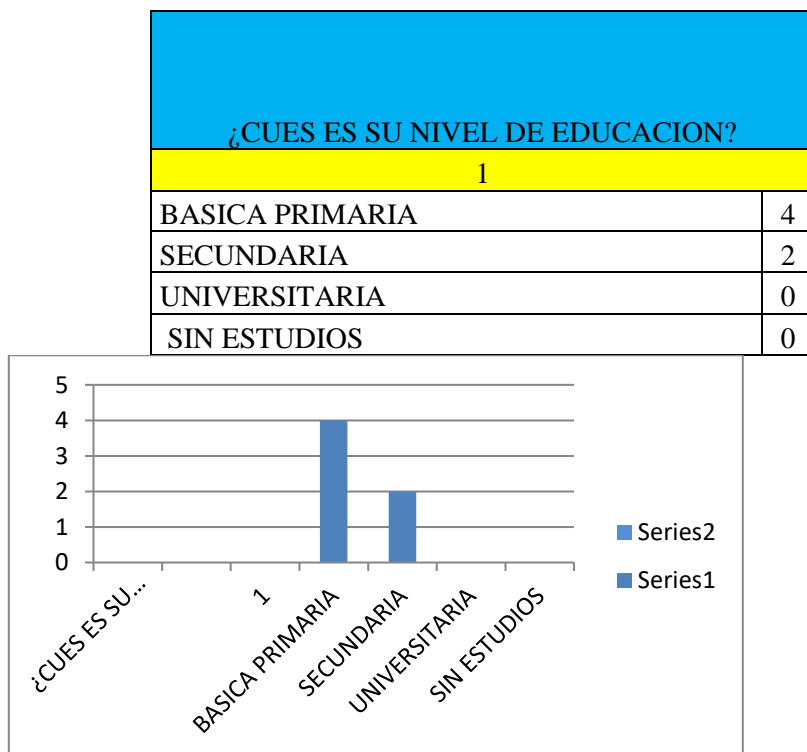 ¿CUES ES SU NIVEL DE EDUCACION?
1
BASICA PRIMARIA 4
SECUNDARIA 2
UNIVERSITARIA 0
SIN ESTUDIOS 0
5
4
3
2
1
0
¿CUES ES SU...
1
BASICA PRIMARIA
SECUNDARIA
UNIVERSITARIA
SIN ESTUDIOS
Series2
Series1